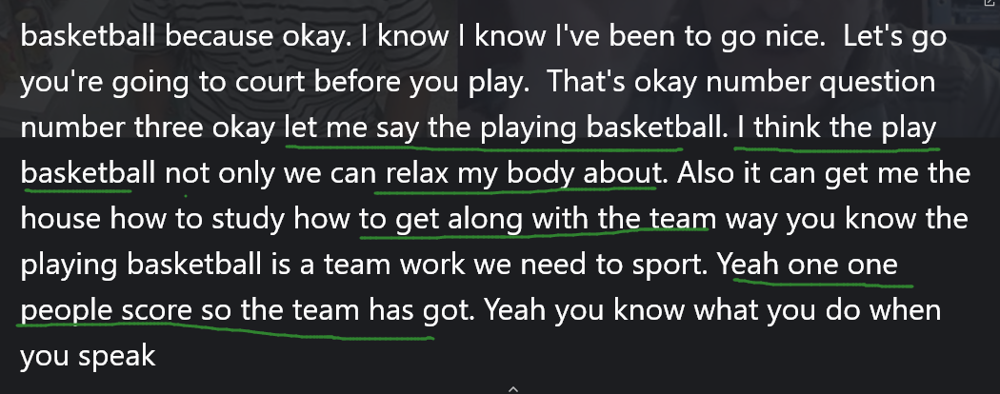 basketball because okay. I know I know I've been to go nice.  Let's go
you're going to court before you play.  That's okay number question
number three okay let me say the playing basketball. I think the play
basketball not only we can relax my body about. Also it can get me the
house how to study how to get along with the team way you know the
playing basketball is a team work we need to sport. Yeah one one
people score so the team has got. Yeah you know what you do when
you speak